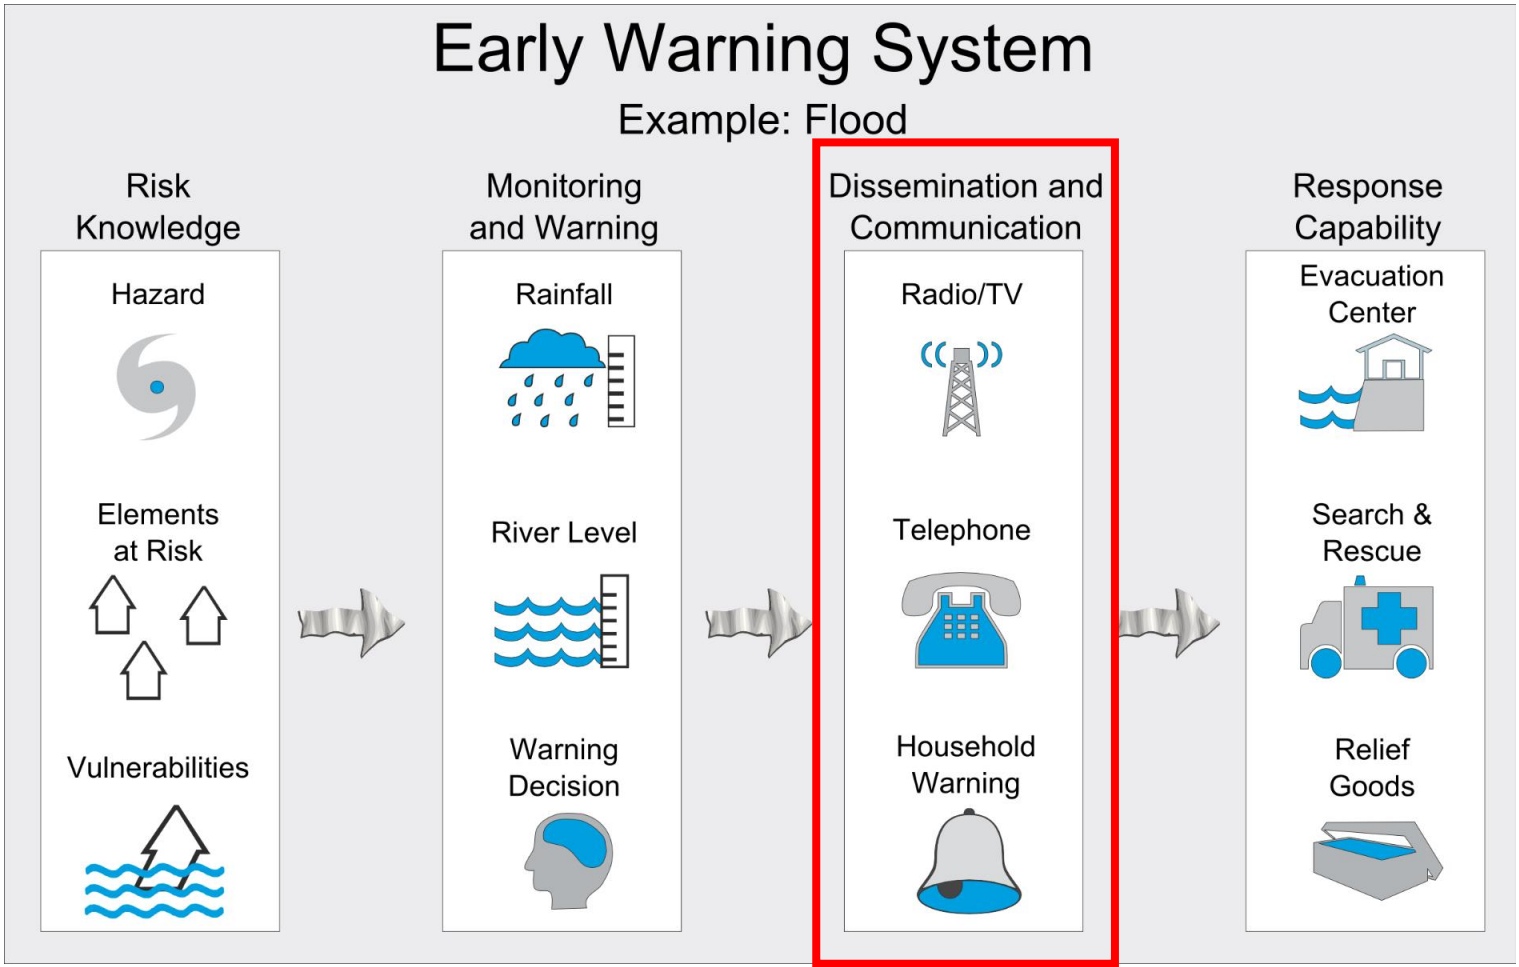 Early Warning System
Example: Flood
Risk
Knowledge
Hazard
Elements
at Risk
Vulnerabilities
Monitoring
and Warning
Rainfall
River Level
Warning
Decision
Dissemination and
Communication
Radio/TV
Telephone
Household
Warning
Response
Capability
Evacuation
Center
Search &
Rescue
Relief
Goods